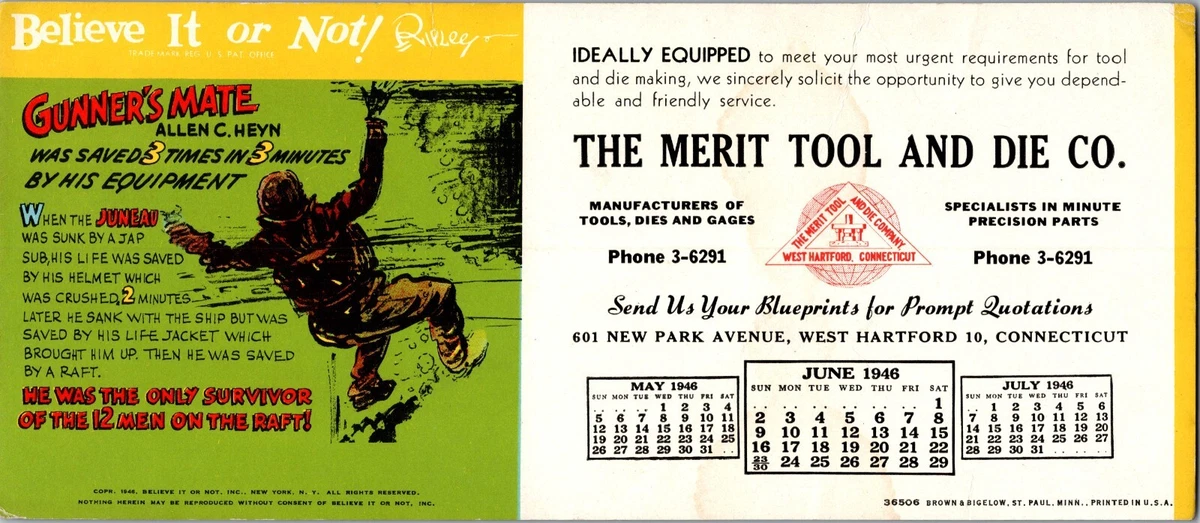 Believe It or Not! Ripley
TRADE MARK REG. U.S. PAT. OFFICE
GUNNER'S MATE
ALLEN C. HEYN
WAS SAVED 3 TIMES IN 3 MINUTES
BY HIS EQUIPMENT
WHEN THE JUNEAU
WAS SUNK BY A JAP
SUB, HIS LIFE WAS SAVED
BY HIS HELMET WHICH
WAS CRUSHED, 2 MINUTES
LATER HE SANK WITH THE SHIP BUT WAS
SAVED BY HIS LIFE JACKET WHICH
BROUGHT HIM UP. THEN HE WAS SAVED
BY A RAFT.
HE WAS THE ONLY SURVIVOR
OF THE 12 MEN ON THE RAFT!
COPR. 1946, BELIEVE IT OR NOT, INC., NEW YORK, N. Y. ALL RIGHTS RESERVED.
NOTHING HEREIN MAY BE REPRODUCED WITHOUT CONSENT OF BELIEVE IT OR NOT, INC.
IDEALLY EQUIPPED to meet your most urgent requirements for tool
and die making, we sincerely solicit the opportunity to give you depend-
able and friendly service.
THE MERIT TOOL AND DIE CO.
MANUFACTURERS OF
TOOLS, DIES AND GAGES
Phone 3-6291
THE MERIT TOOL AND DIE COMPANY.
WEST HARTFORD, CONNECTICUT
SPECIALISTS IN MINUTE
PRECISION PARTS
Phone 3-6291
Send Us Your Blueprints for Prompt Quotations
601 NEW PARK AVENUE, WEST HARTFORD 10, CONNECTICUT
MAY 1946
SUN MON TUE WED THU FRI SAT
. . . 1 2 3 4
5 6 7 8 9 10 11
12 13 14 15 16 17 18
19 20 21 22 23 24 25
26 27 28 29 30 31 . .
JUNE 1946
SUN MON TUE WED THU FRI SAT
. . . . . . 1
2 3 4 5 6 7 8
9 10 11 12 13 14 15
16 17 18 19 20 21 22
23/30 24 25 26 27 28 29
JULY 1946
SUN MON TUE WED THU FRI SAT
. . 1 2 3 4 5 6
7 8 9 10 11 12 13
14 15 16 17 18 19 20
21 22 23 24 25 26 27
28 29 30 31 . . . . . .
36506 BROWN & BIGELOW, ST. PAUL, MINN., PRINTED IN U.S.A.